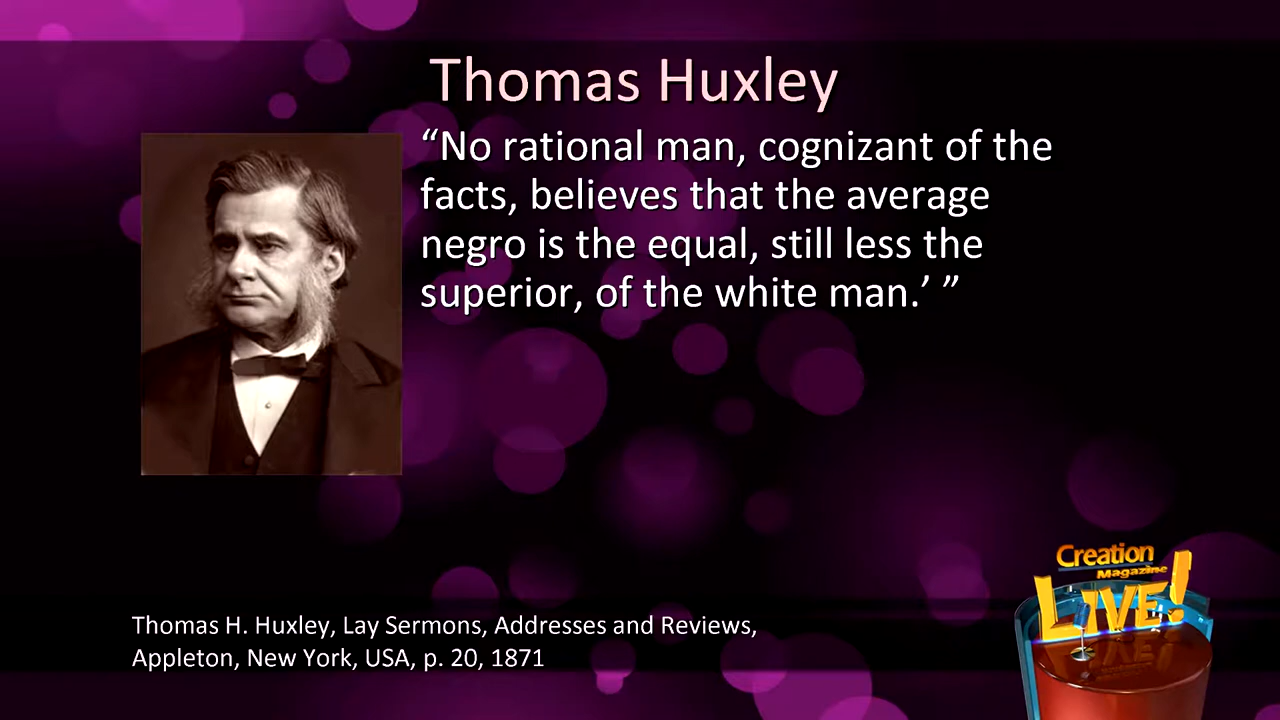 Thomas Huxley
“No rational man, cognizant of the
facts, believes that the average
negro is the equal, still less the
superior, of the white man.’ ”
Thomas H. Huxley, Lay Sermons, Addresses and Reviews,
Appleton, New York, USA, p. 20, 1871
Creation
Magazine
LIVE!